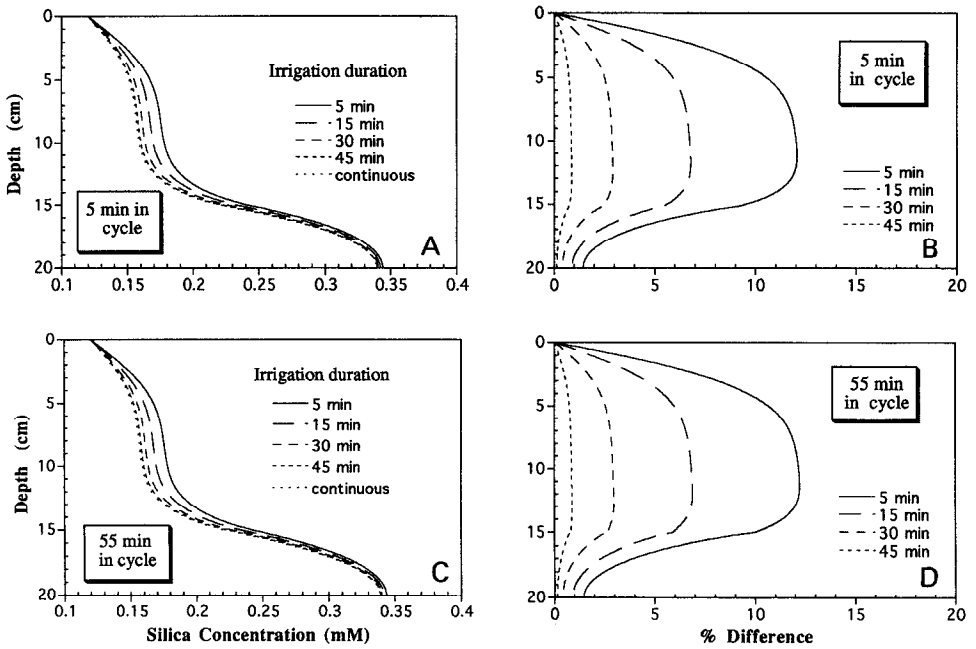 0
5
10
15
20
Depth (cm)
Irrigation duration
5 min
15 min
30 min
45 min
continuous
5 min in
cycle
A
0.1
0.15
0.2
0.25
0.3
0.35
0.4
0
5
10
15
20
5 min
in cycle
5 min
15 min
30 min
45 min
B
0
5
10
15
20
0
5
10
15
20
Depth (cm)
Irrigation duration
5 min
15 min
30 min
45 min
continuous
55 min
in cycle
C
0.1
0.15
0.2
0.25
0.3
0.35
0.4
Silica Concentration (mM)
0
5
10
15
20
55 min
in cycle
5 min
15 min
30 min
45 min
D
0
5
10
15
20
% Difference